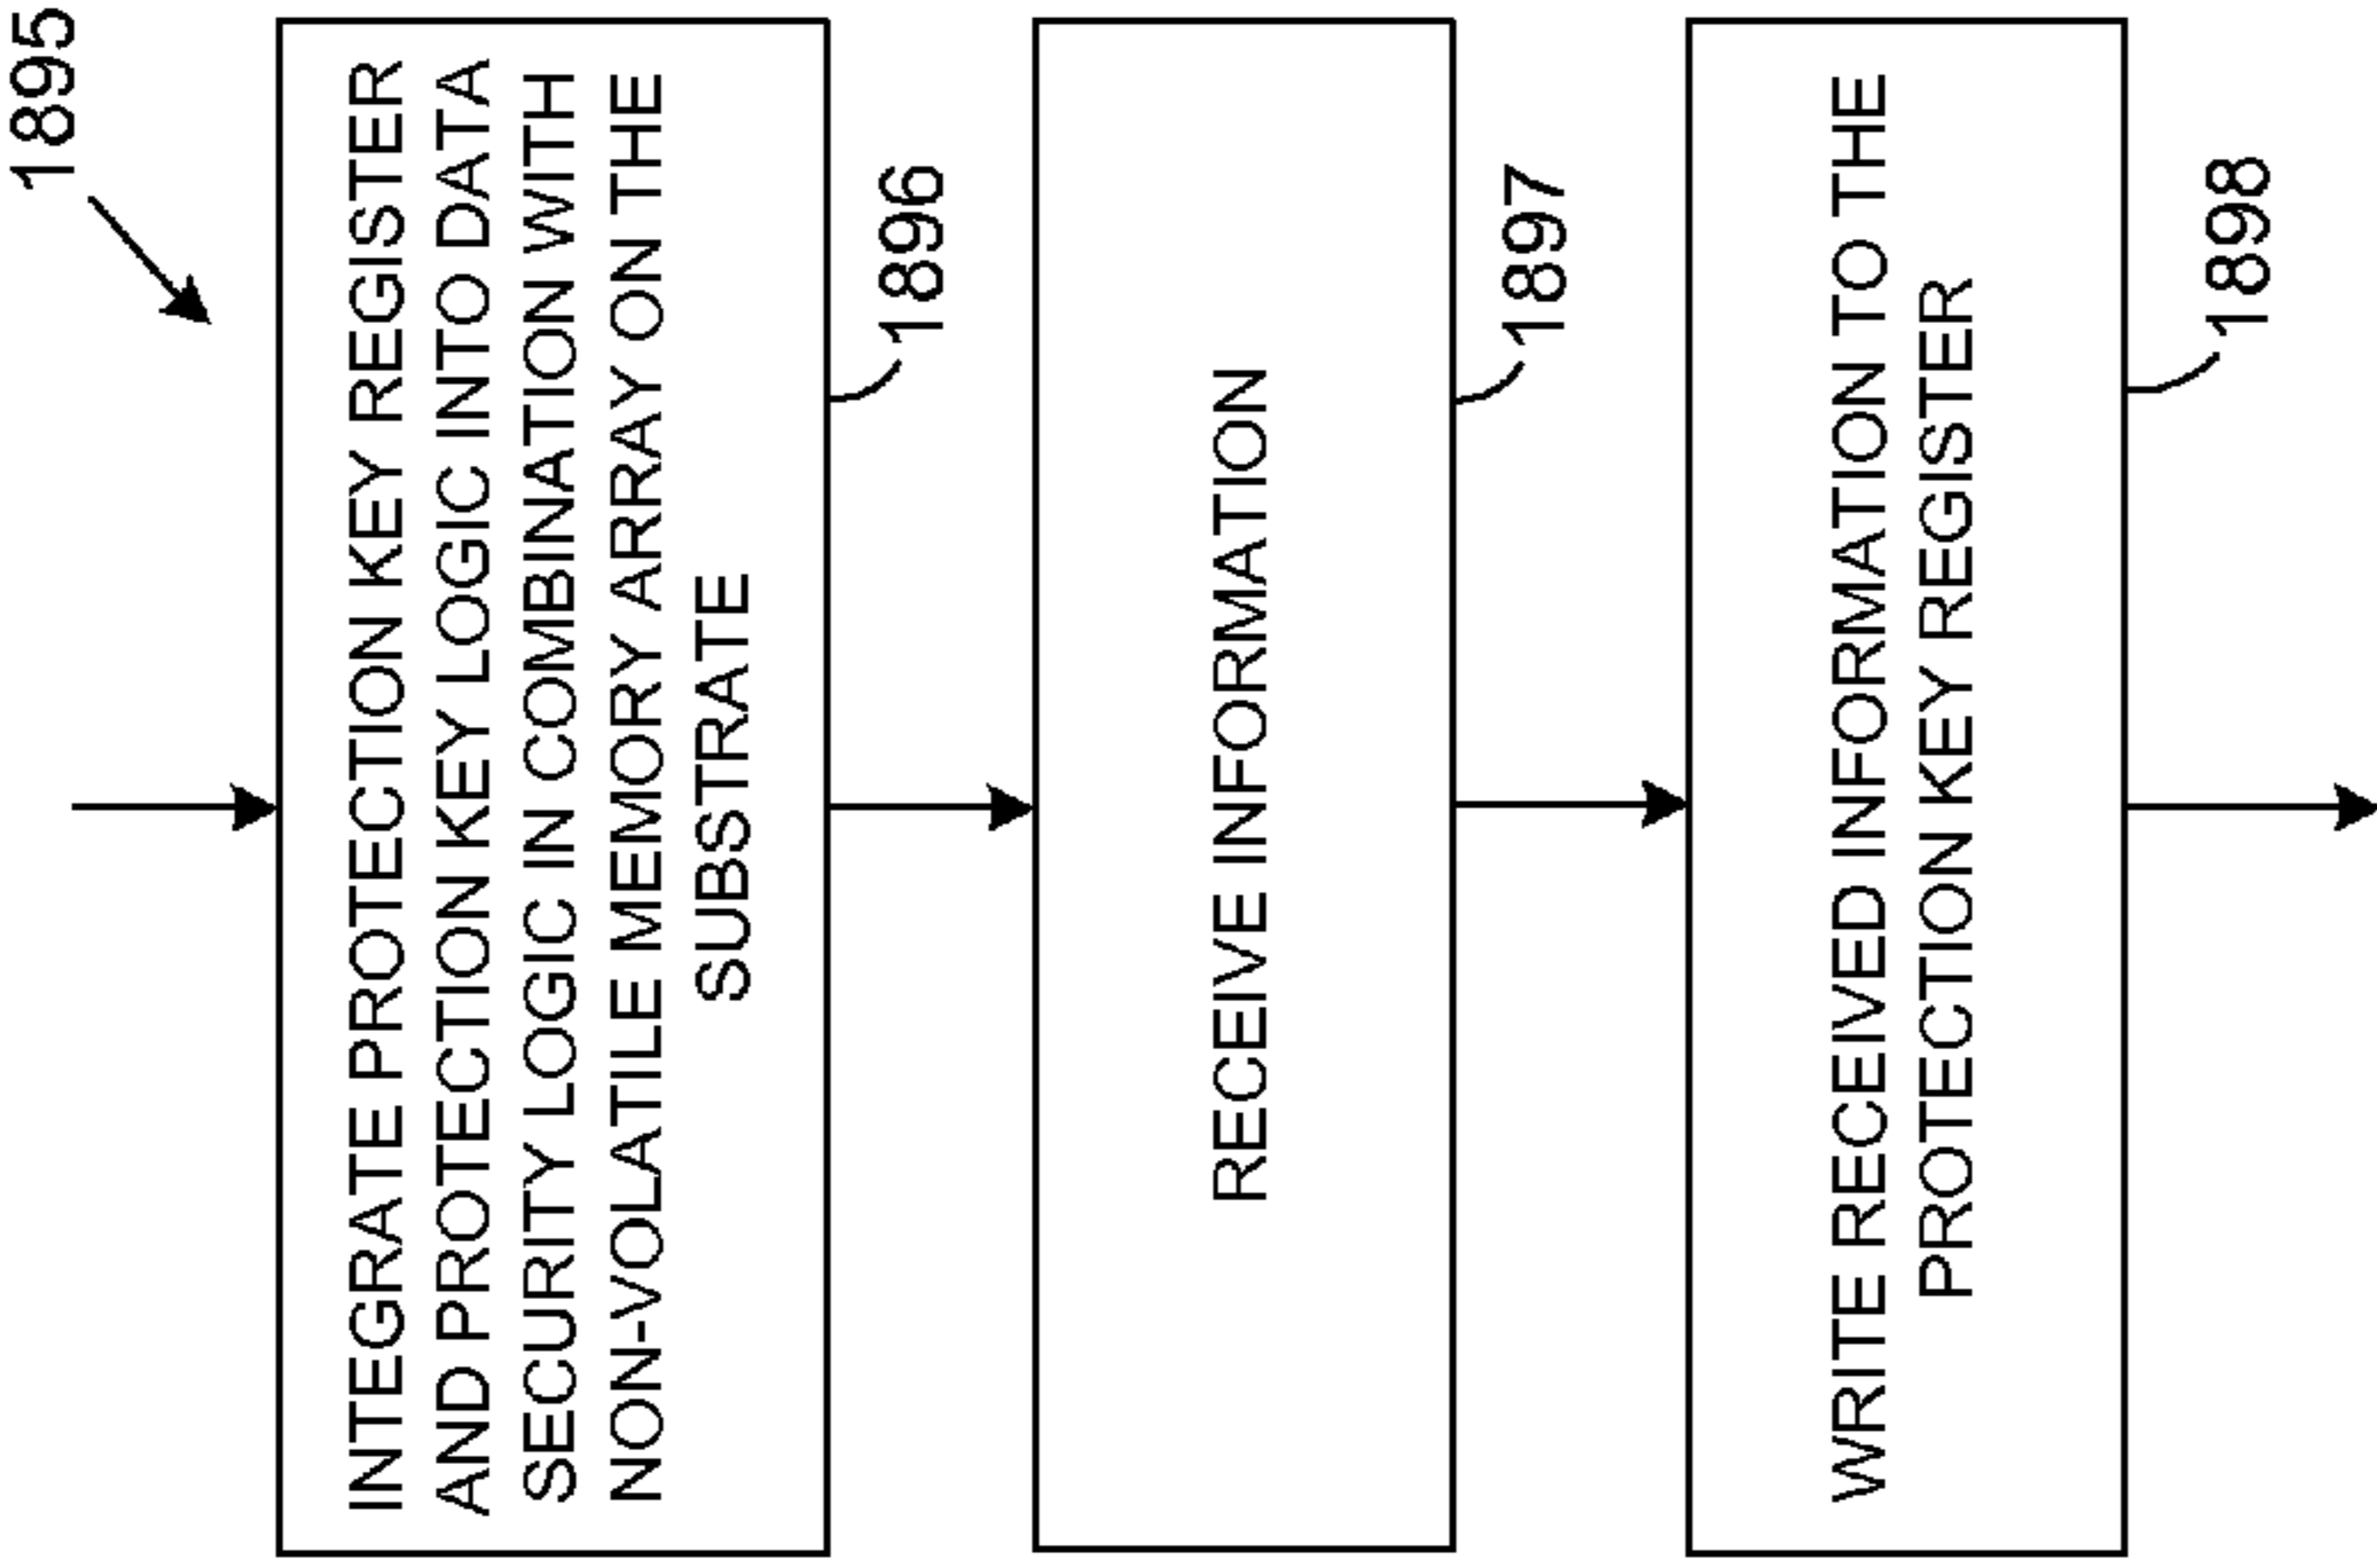 1895
INTEGRATE PROTECTION KEY REGISTER
AND PROTECTION KEY LOGIC INTO DATA
SECURITY LOGIC IN COMBINATION WITH
NON-VOLATILE MEMORY ARRAY ON THE
SUBSTRATE
1896
RECEIVE INFORMATION
1897
WRITE RECEIVED INFORMATION TO THE
PROTECTION KEY REGISTER
1898